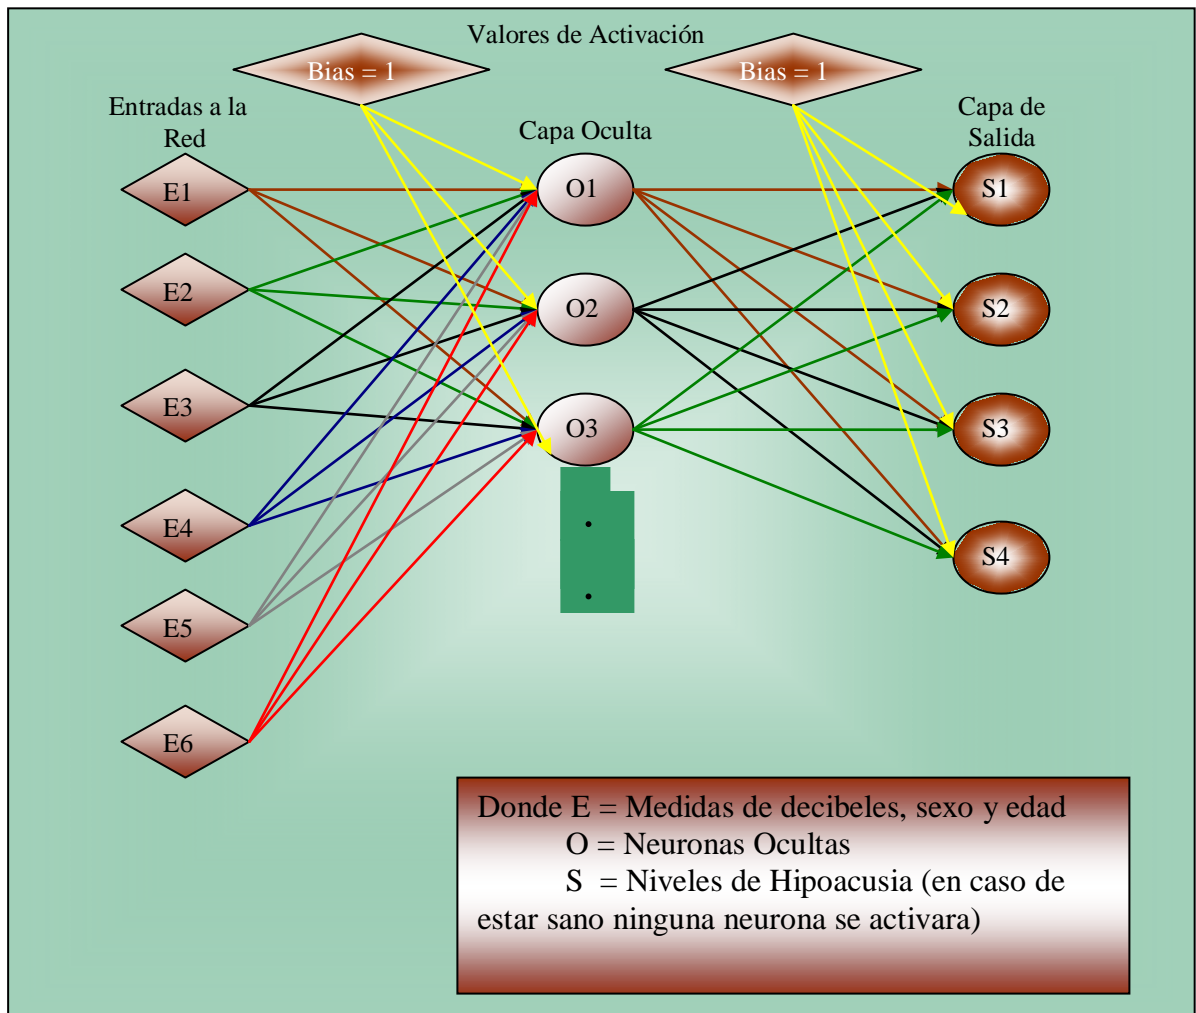 Valores de Activación
Bias = 1
Bias = 1
Entradas a la
Red
Capa Oculta
Capa de
Salida
E1
O1
S1
E2
O2
S2
E3
O3
S3
E4
S4
E5
E6
Donde E = Medidas de decibeles, sexo y edad
O = Neuronas Ocultas
S = Niveles de Hipoacusia (en caso de
estar sano ninguna neurona se activara)